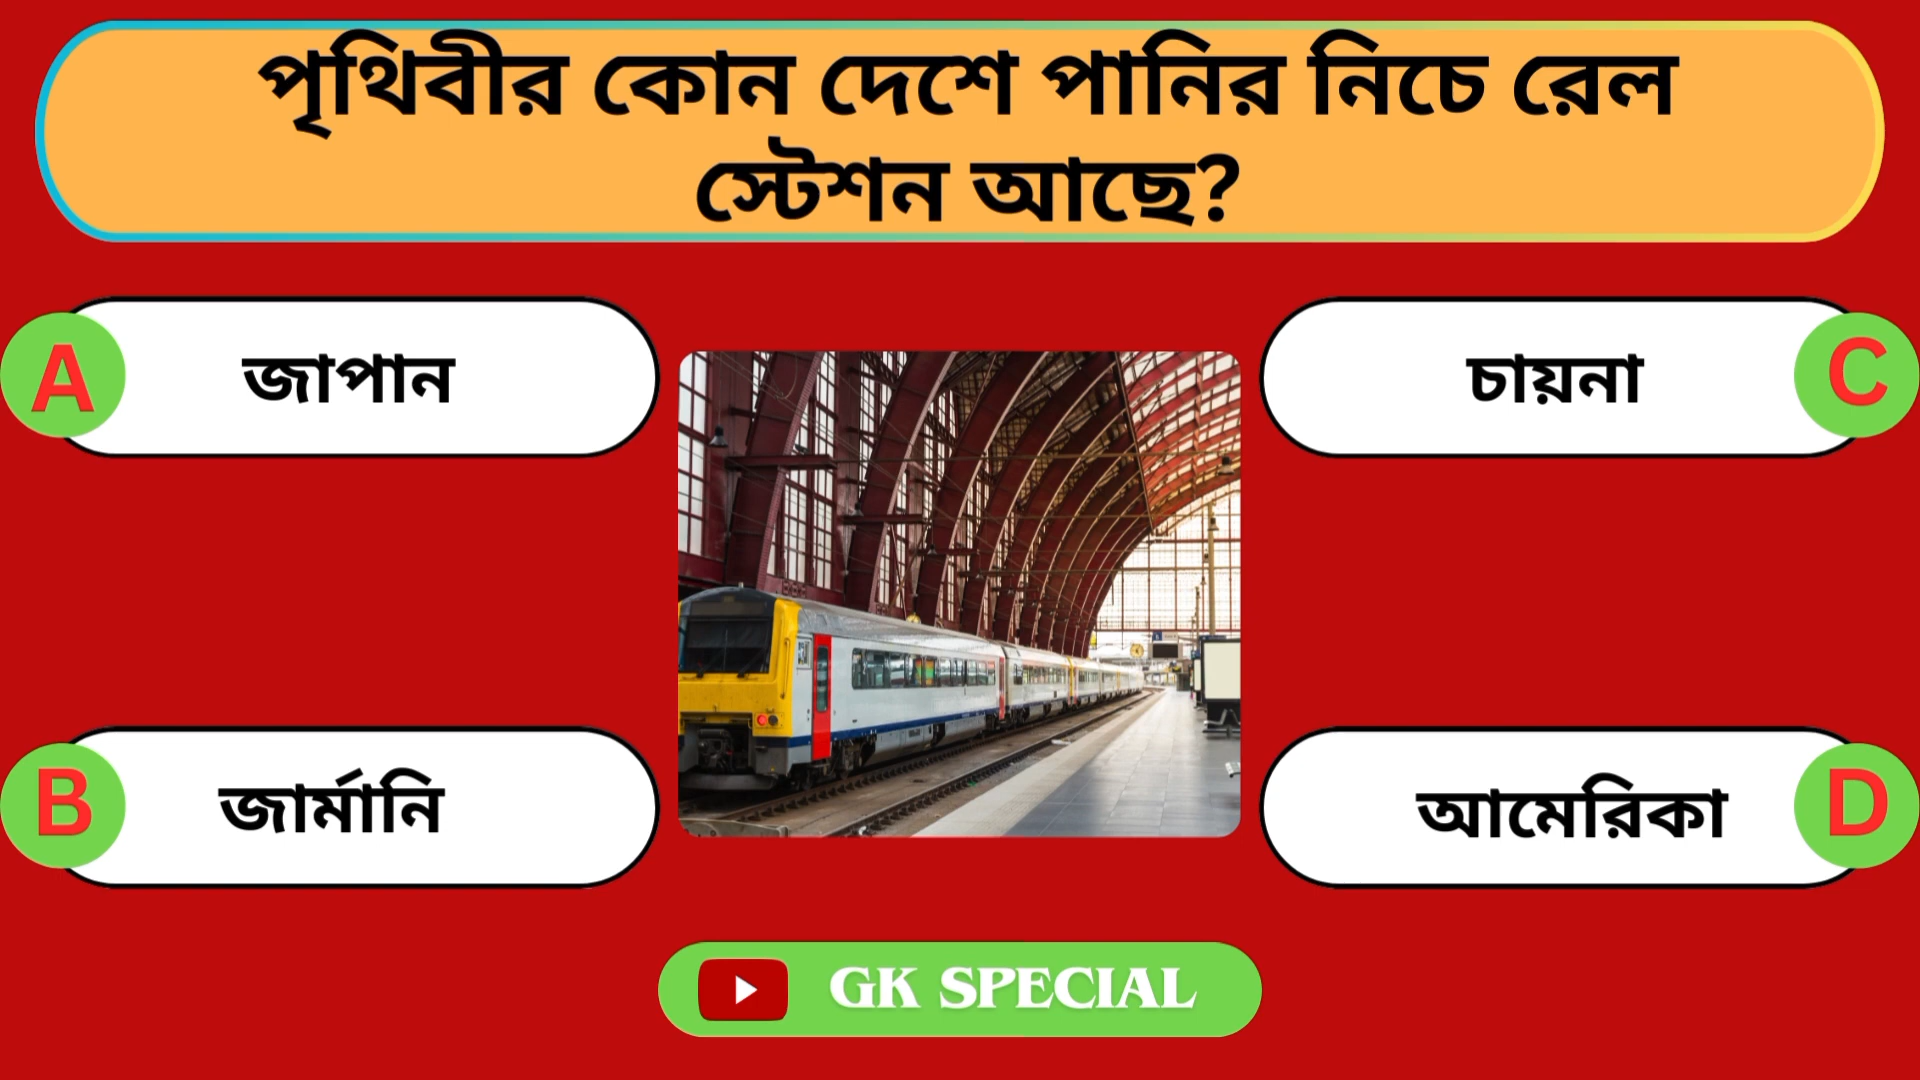 পৃথিবীর কোন দেশে পানির নিচে রেল
স্টেশন আছে?
A জাপান
C চায়না
B জার্মানি
D আমেরিকা
GK SPECIAL